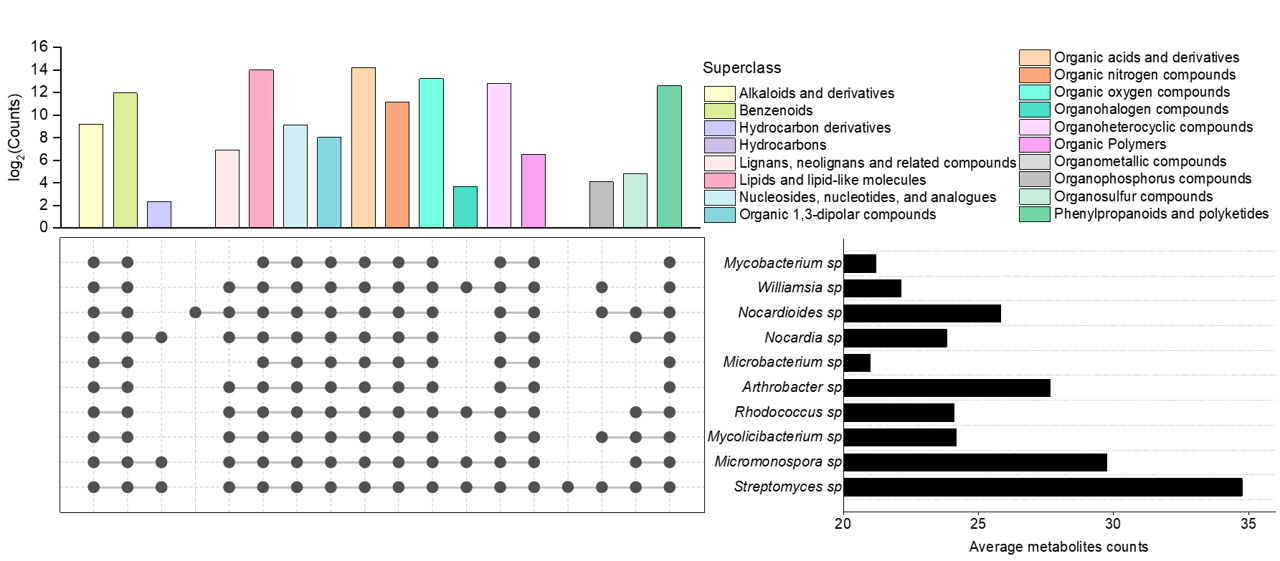 16
14
12
10
8
6
4
2
0
log2(Counts)
Superclass
Alkaloids and derivatives
Benzenoids
Hydrocarbon derivatives
Hydrocarbons
Lignans, neolignans and related compounds
Lipids and lipid-like molecules
Nucleosides, nucleotides, and analogues
Organic 1,3-dipolar compounds
Organic acids and derivatives
Organic nitrogen compounds
Organic oxygen compounds
Organohalogen compounds
Organoheterocyclic compounds
Organic Polymers
Organometallic compounds
Organophosphorus compounds
Organosulfur compounds
Phenylpropanoids and polyketides
Mycobacterium sp
Williamsia sp
Nocardioides sp
Nocardia sp
Microbacterium sp
Arthrobacter sp
Rhodococcus sp
Mycolicibacterium sp
Micromonospora sp
Streptomyces sp
20 25 30 35
Average metabolites counts